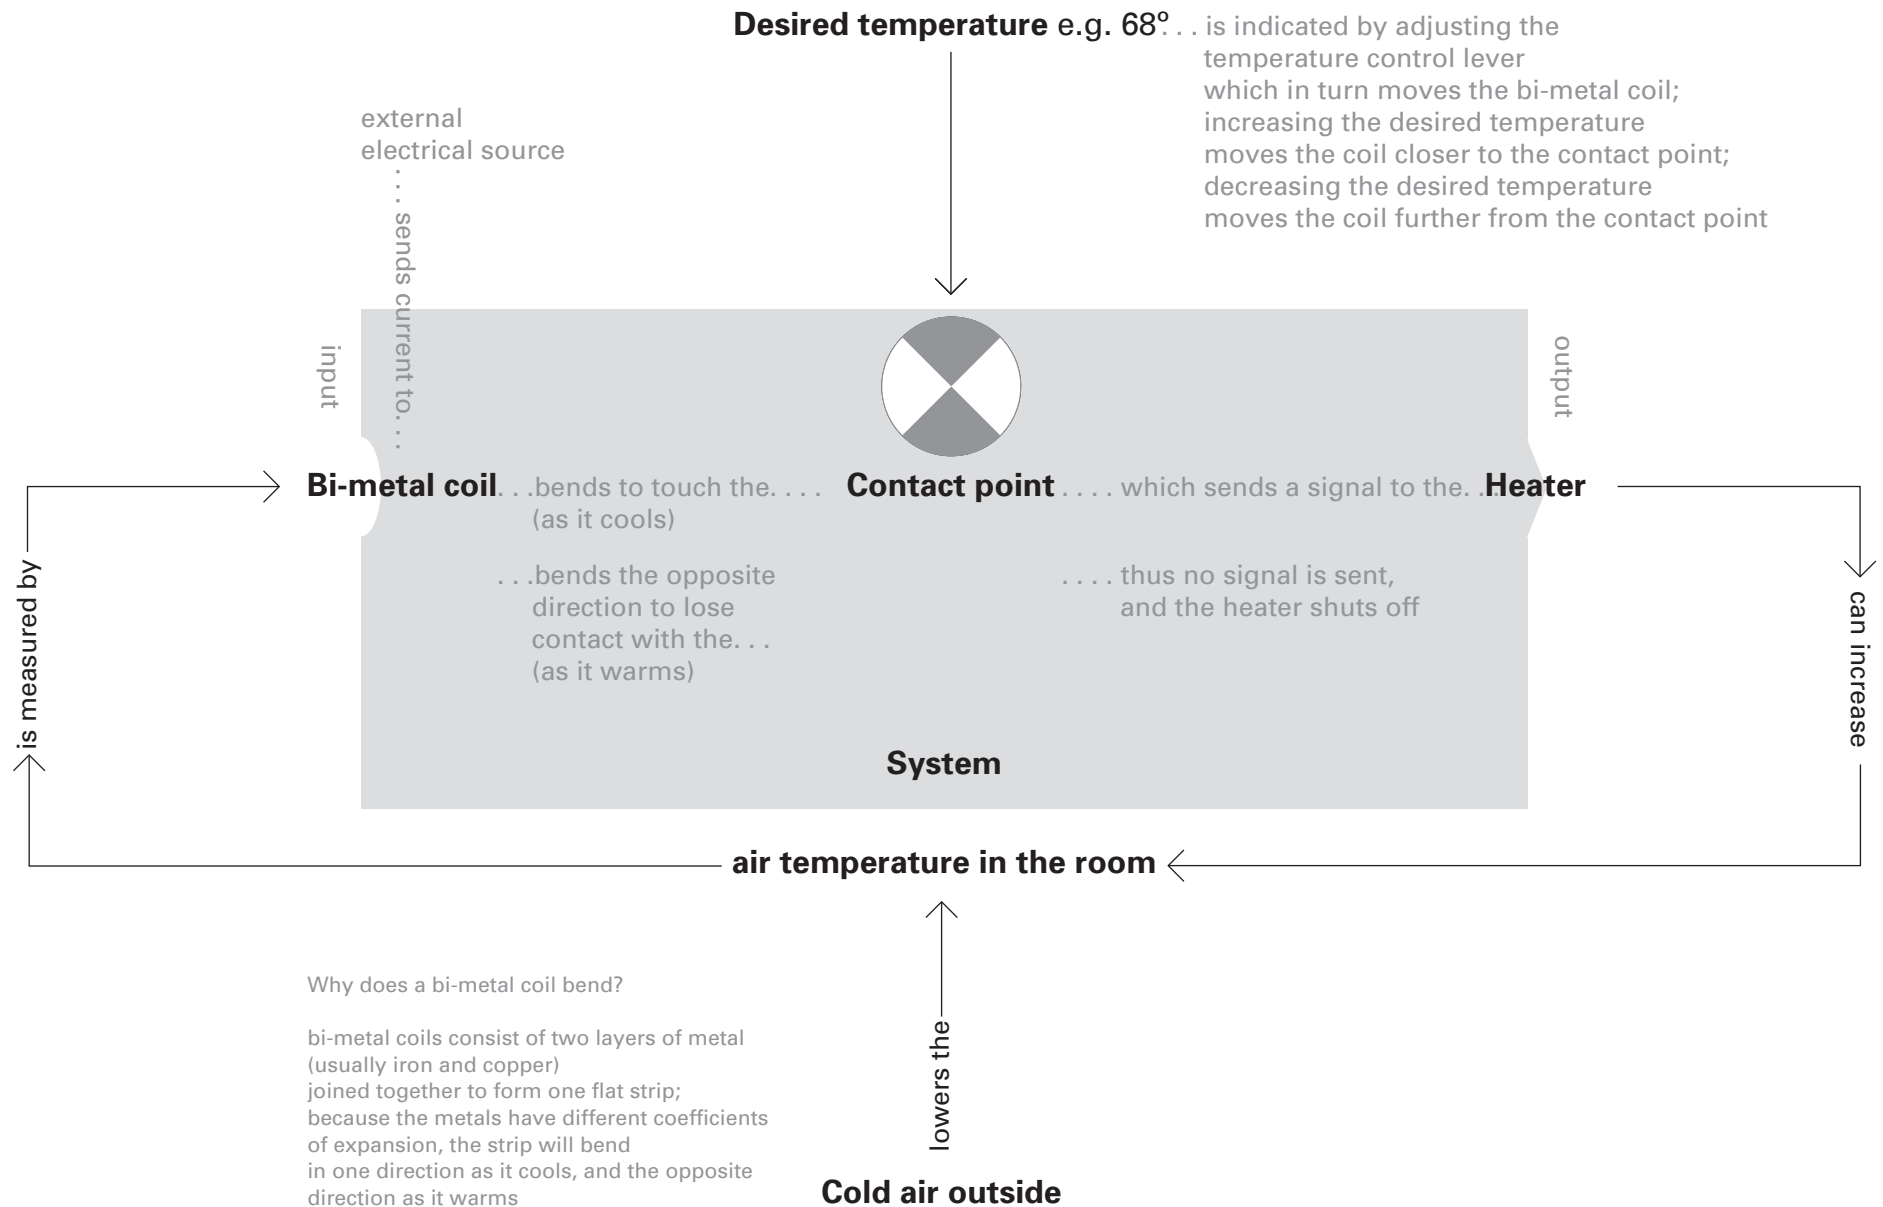 Desired temperature e.g. 68º. . . is indicated by adjusting the
temperature control lever
which in turn moves the bi-metal coil;
increasing the desired temperature
moves the coil closer to the contact point;
decreasing the desired temperature
moves the coil further from the contact point
external
electrical source
. . . sends current to. . .
input
output
Bi-metal coil. . .bends to touch the. . . . Contact point . . . . which sends a signal to the. . .Heater
(as it cools)
. . .bends the opposite
direction to lose
contact with the. . .
(as it warms)
. . . . thus no signal is sent,
and the heater shuts off
is measured by
can increase
System
air temperature in the room
lowers the
Cold air outside
Why does a bi-metal coil bend?
bi-metal coils consist of two layers of metal
(usually iron and copper)
joined together to form one flat strip;
because the metals have different coefficients
of expansion, the strip will bend
in one direction as it cools, and the opposite
direction as it warms